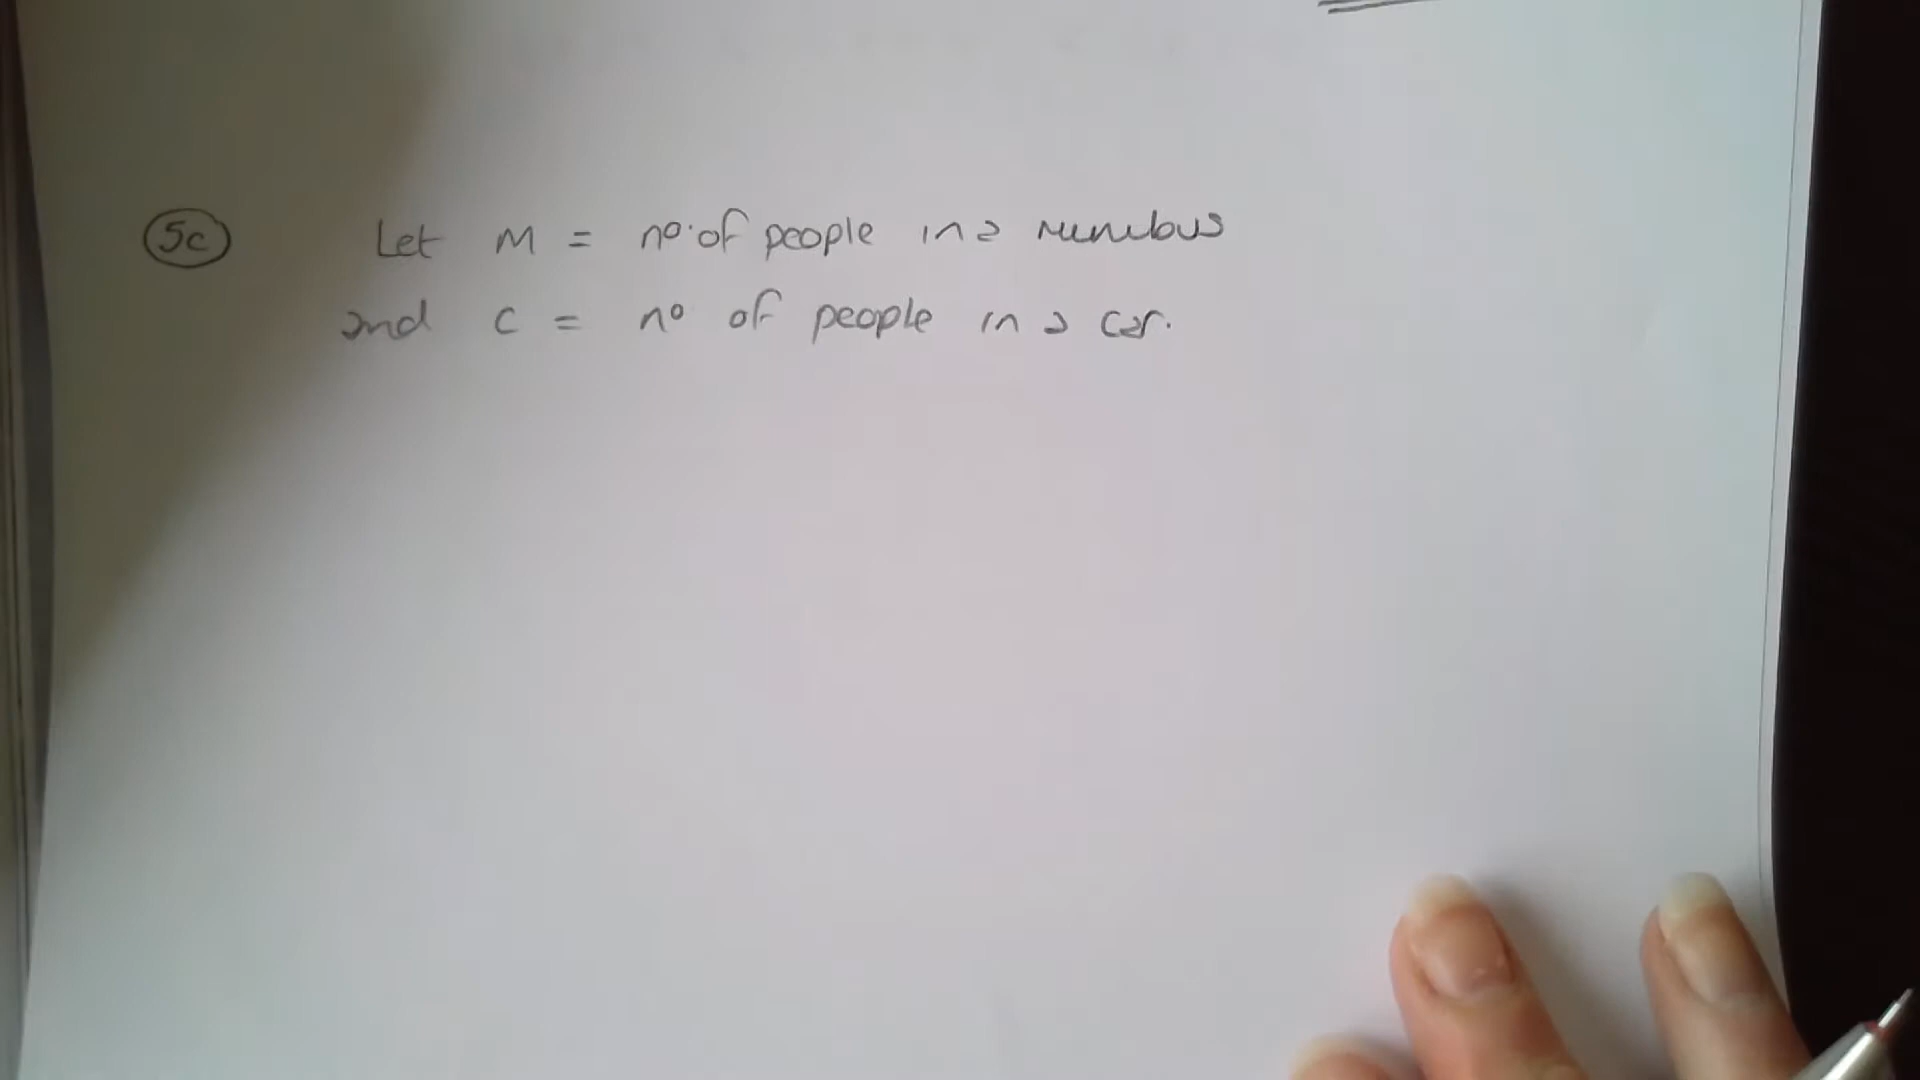 5c Let M = no. of people in a minibus
and C = no of people in a car.